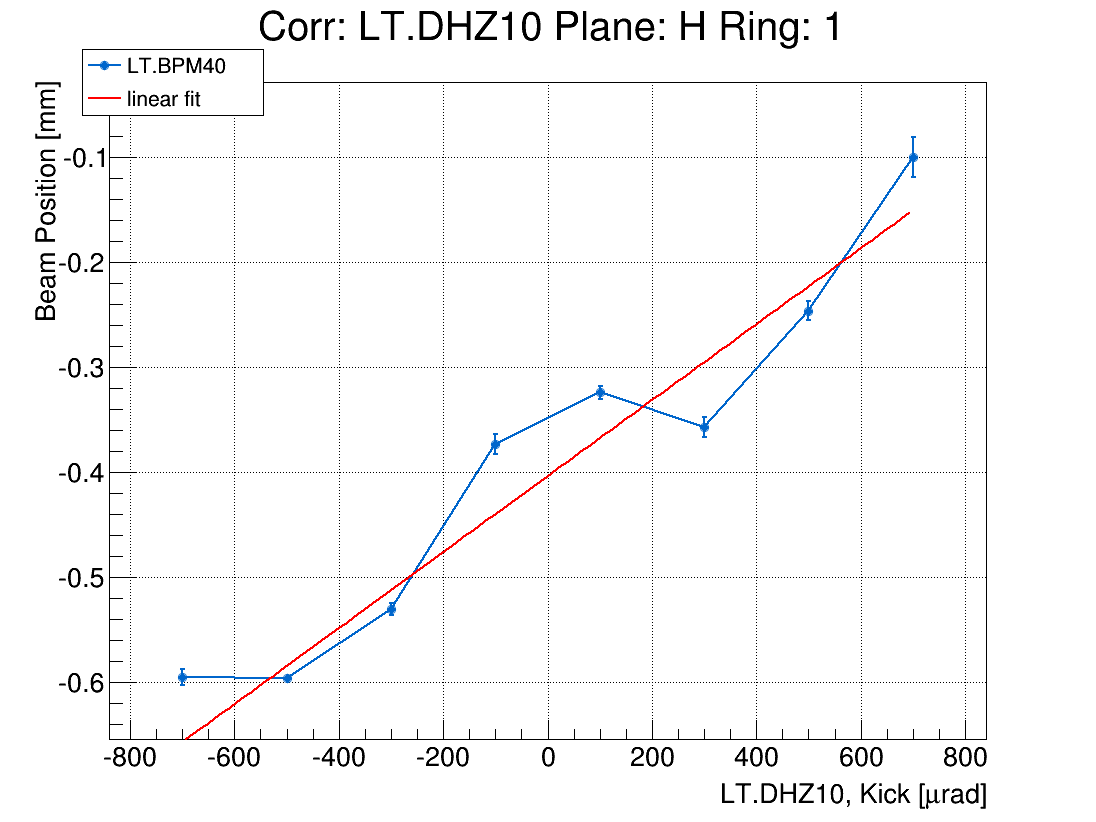 Corr: LT.DHZ10 Plane: H Ring: 1
LT.BPM40
linear fit
Beam Position [mm]
-0.1
-0.2
-0.3
-0.4
-0.5
-0.6
-800 -600 -400 -200 0 200 400 600 800
LT.DHZ10, Kick [μrad]